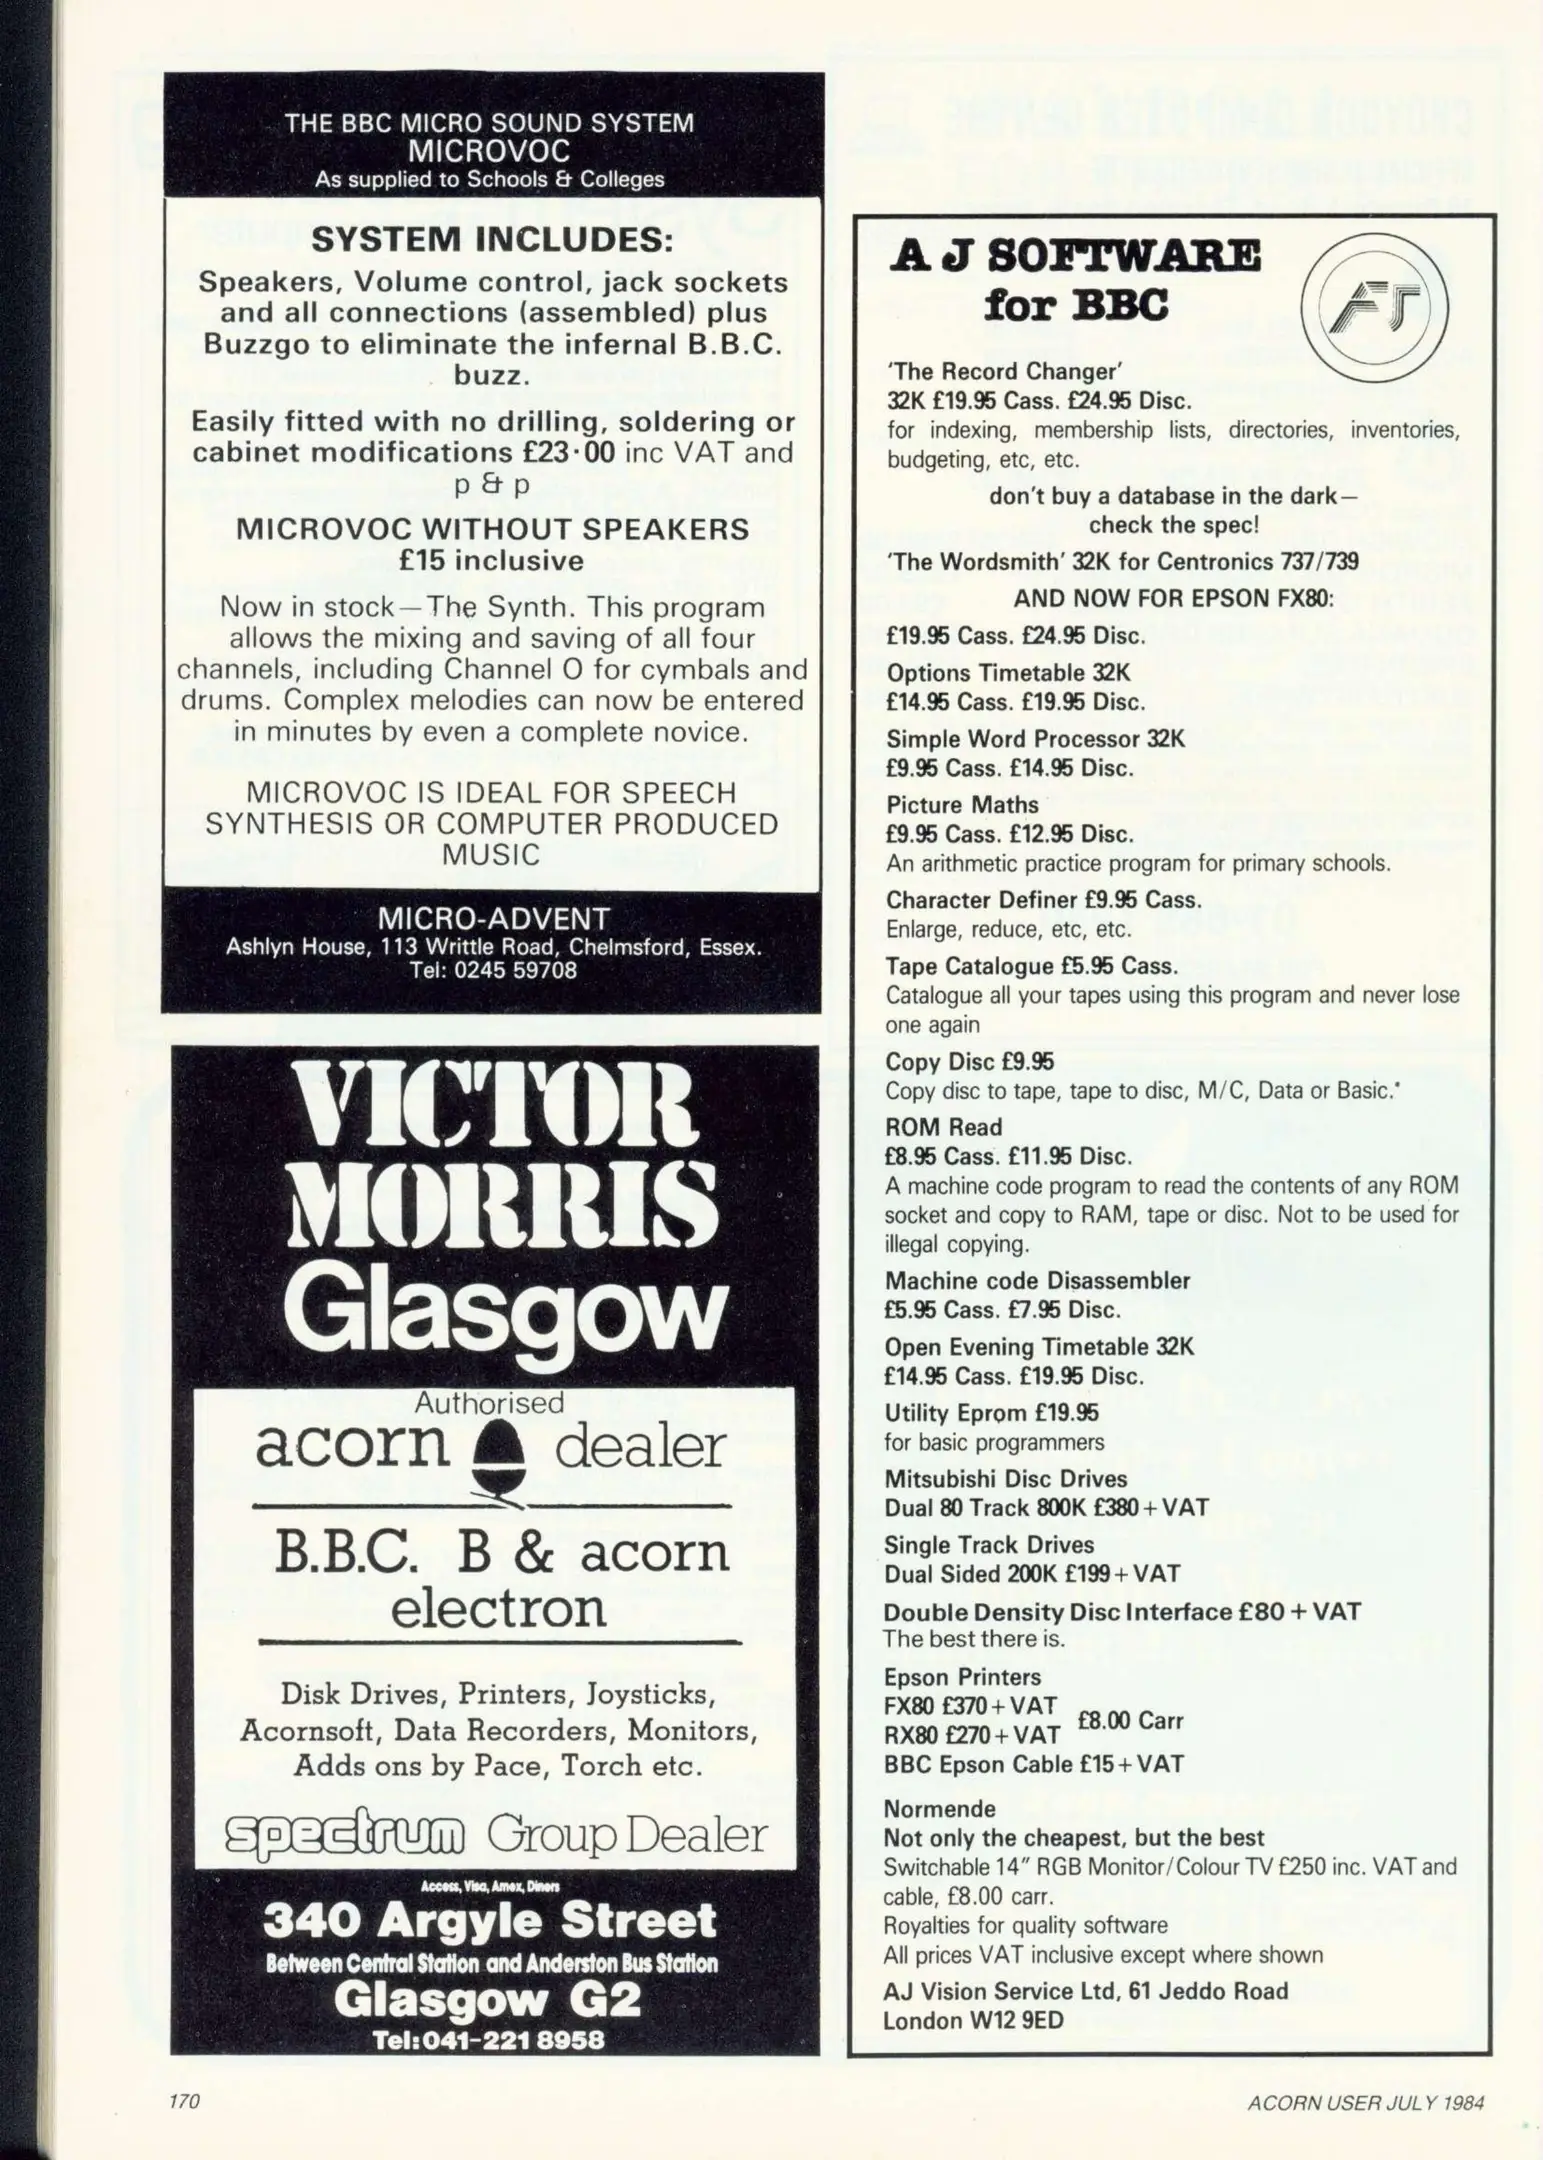 THE BBC MICRO SOUND SYSTEM
MICROVOC
As supplied to Schools & Colleges
SYSTEM INCLUDES:
Speakers, Volume control, jack sockets
and all connections (assembled) plus
Buzzgo to eliminate the infernal B.B.C.
buzz.
Easily fitted with no drilling, soldering or
cabinet modifications £23·00 inc VAT and
p & p
MICROVOC WITHOUT SPEAKERS
£15 inclusive
Now in stock—The Synth. This program
allows the mixing and saving of all four
channels, including Channel O for cymbals and
drums. Complex melodies can now be entered
in minutes by even a complete novice.
MICROVOC IS IDEAL FOR SPEECH
SYNTHESIS OR COMPUTER PRODUCED
MUSIC
MICRO-ADVENT
Ashlyn House, 113 Writtle Road, Chelmsford, Essex.
Tel: 0245 59708
VICTOR
MORRIS
Glasgow
Authorised
acorn dealer
B.B.C. B & acorn
electron
Disk Drives, Printers, Joysticks,
Acornsoft, Data Recorders, Monitors,
Adds ons by Pace, Torch etc.
spectrum Group Dealer
Access, Visa, Amex, Diners
340 Argyle Street
Between Central Station and Anderston Bus Station
Glasgow G2
Tel:041-221 8958
A J SOFTWARE
for BBC
AJ
'The Record Changer'
32K £19.95 Cass. £24.95 Disc.
for indexing, membership lists, directories, inventories,
budgeting, etc, etc.
don't buy a database in the dark—
check the spec!
'The Wordsmith' 32K for Centronics 737/739
AND NOW FOR EPSON FX80:
£19.95 Cass. £24.95 Disc.
Options Timetable 32K
£14.95 Cass. £19.95 Disc.
Simple Word Processor 32K
£9.95 Cass. £14.95 Disc.
Picture Maths
£9.95 Cass. £12.95 Disc.
An arithmetic practice program for primary schools.
Character Definer £9.95 Cass.
Enlarge, reduce, etc, etc.
Tape Catalogue £5.95 Cass.
Catalogue all your tapes using this program and never lose
one again
Copy Disc £9.95
Copy disc to tape, tape to disc, M/C, Data or Basic.*
ROM Read
£8.95 Cass. £11.95 Disc.
A machine code program to read the contents of any ROM
socket and copy to RAM, tape or disc. Not to be used for
illegal copying.
Machine code Disassembler
£5.95 Cass. £7.95 Disc.
Open Evening Timetable 32K
£14.95 Cass. £19.95 Disc.
Utility Eprom £19.95
for basic programmers
Mitsubishi Disc Drives
Dual 80 Track 800K £380+VAT
Single Track Drives
Dual Sided 200K £199+VAT
Double Density Disc Interface £80+VAT
The best there is.
Epson Printers
FX80 £370+VAT
RX80 £270+VAT £8.00 Carr
BBC Epson Cable £15+VAT
Normende
Not only the cheapest, but the best
Switchable 14" RGB Monitor/Colour TV £250 inc. VAT and
cable, £8.00 carr.
Royalties for quality software
All prices VAT inclusive except where shown
AJ Vision Service Ltd, 61 Jeddo Road
London W12 9ED
170
ACORN USER JULY 1984